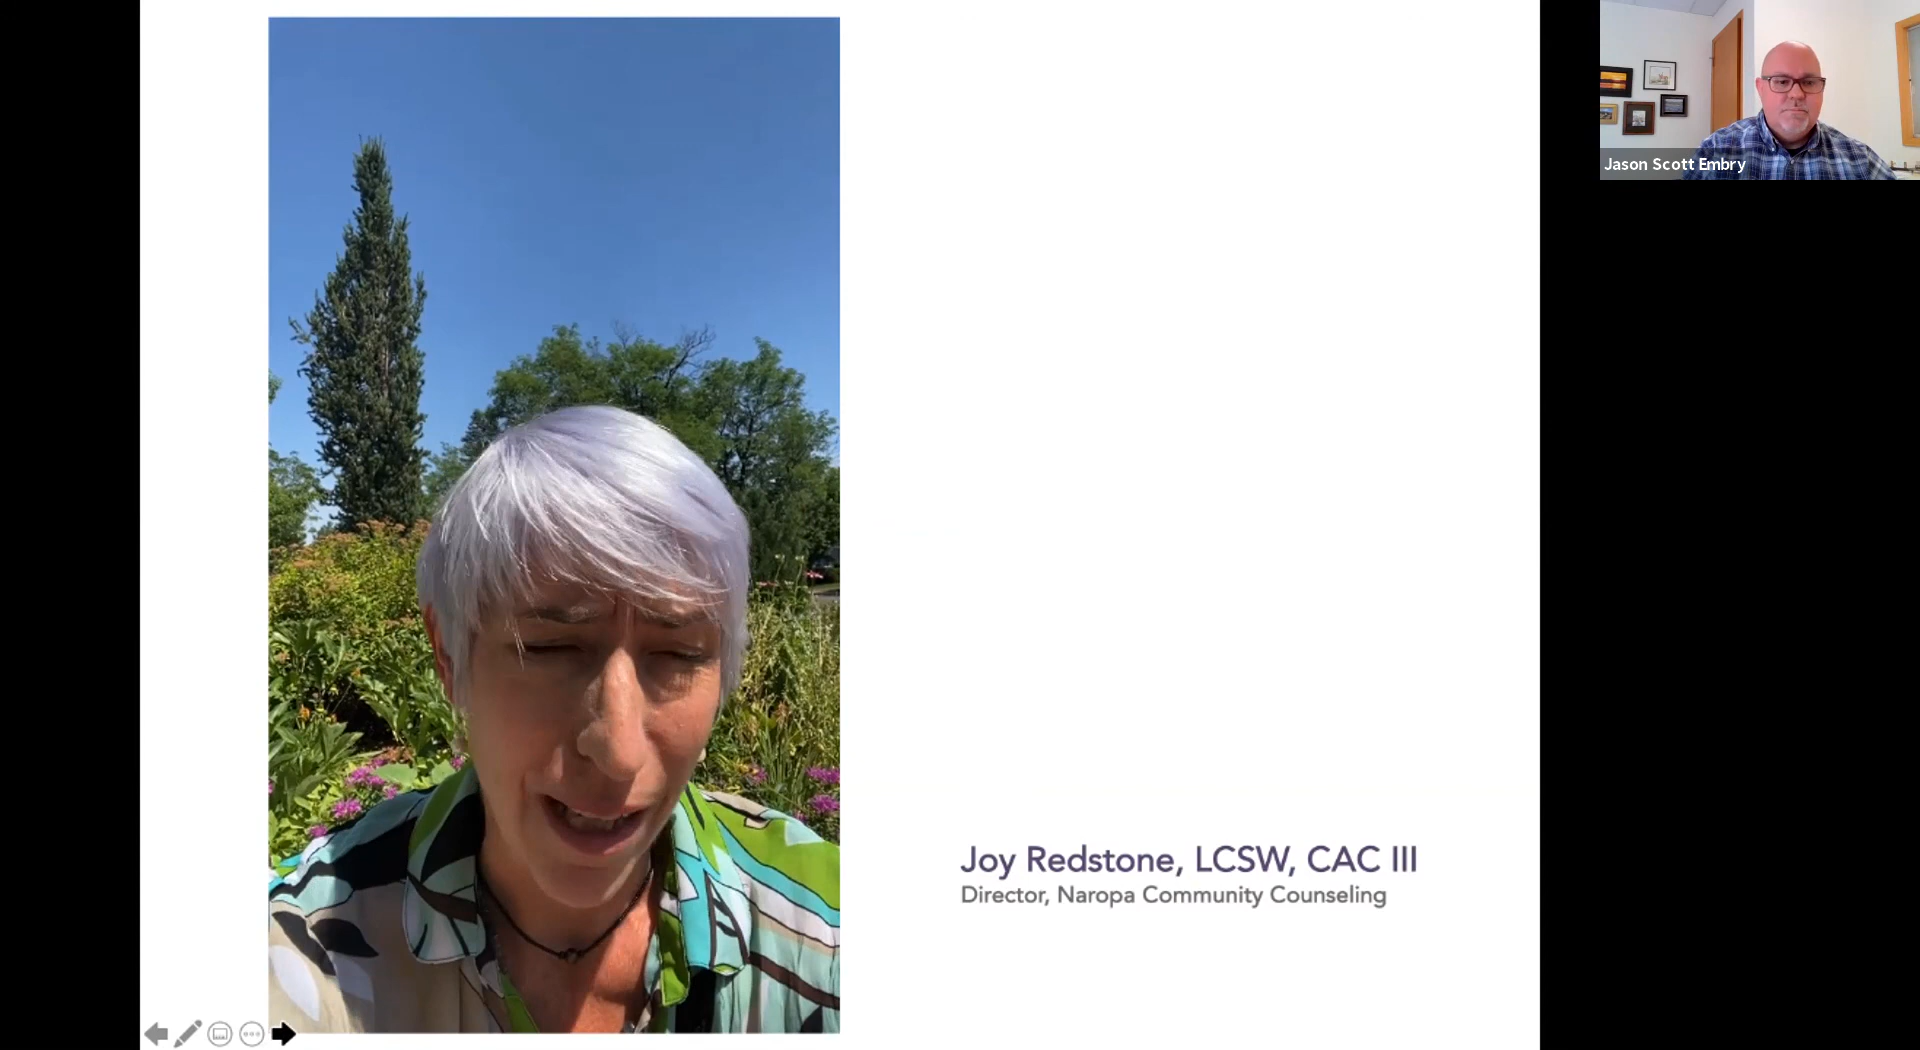 Jason Scott Embry
Joy Redstone, LCSW, CAC III
Director, Naropa Community Counseling